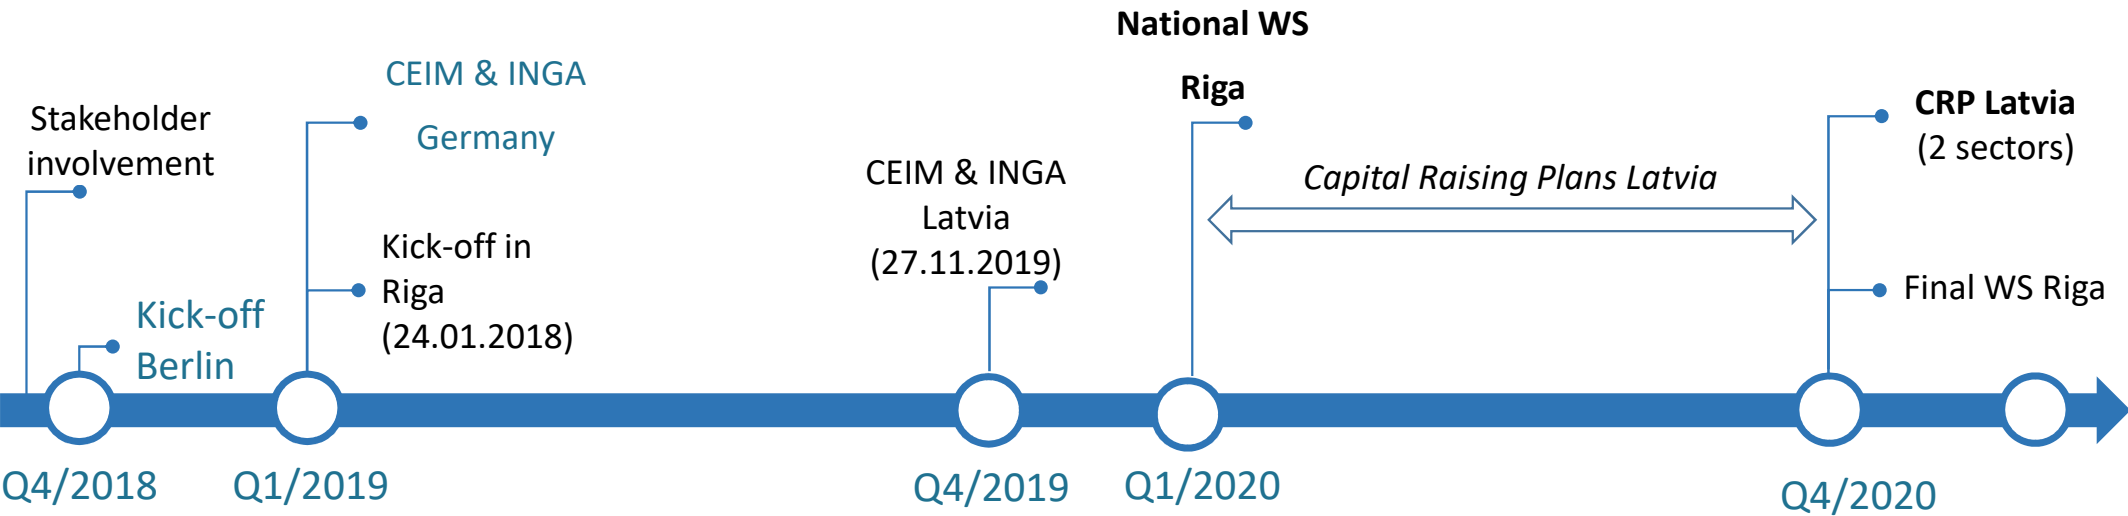 National WS
Riga
CEIM & INGA
Germany
Stakeholder
involvement
CRP Latvia
(2 sectors)
CEIM & INGA
Latvia
(27.11.2019)
Capital Raising Plans Latvia
Kick-off in
Riga
(24.01.2018)
Kick-off
Berlin
Final WS Riga
Q4/2018
Q1/2019
Q4/2019
Q1/2020
Q4/2020